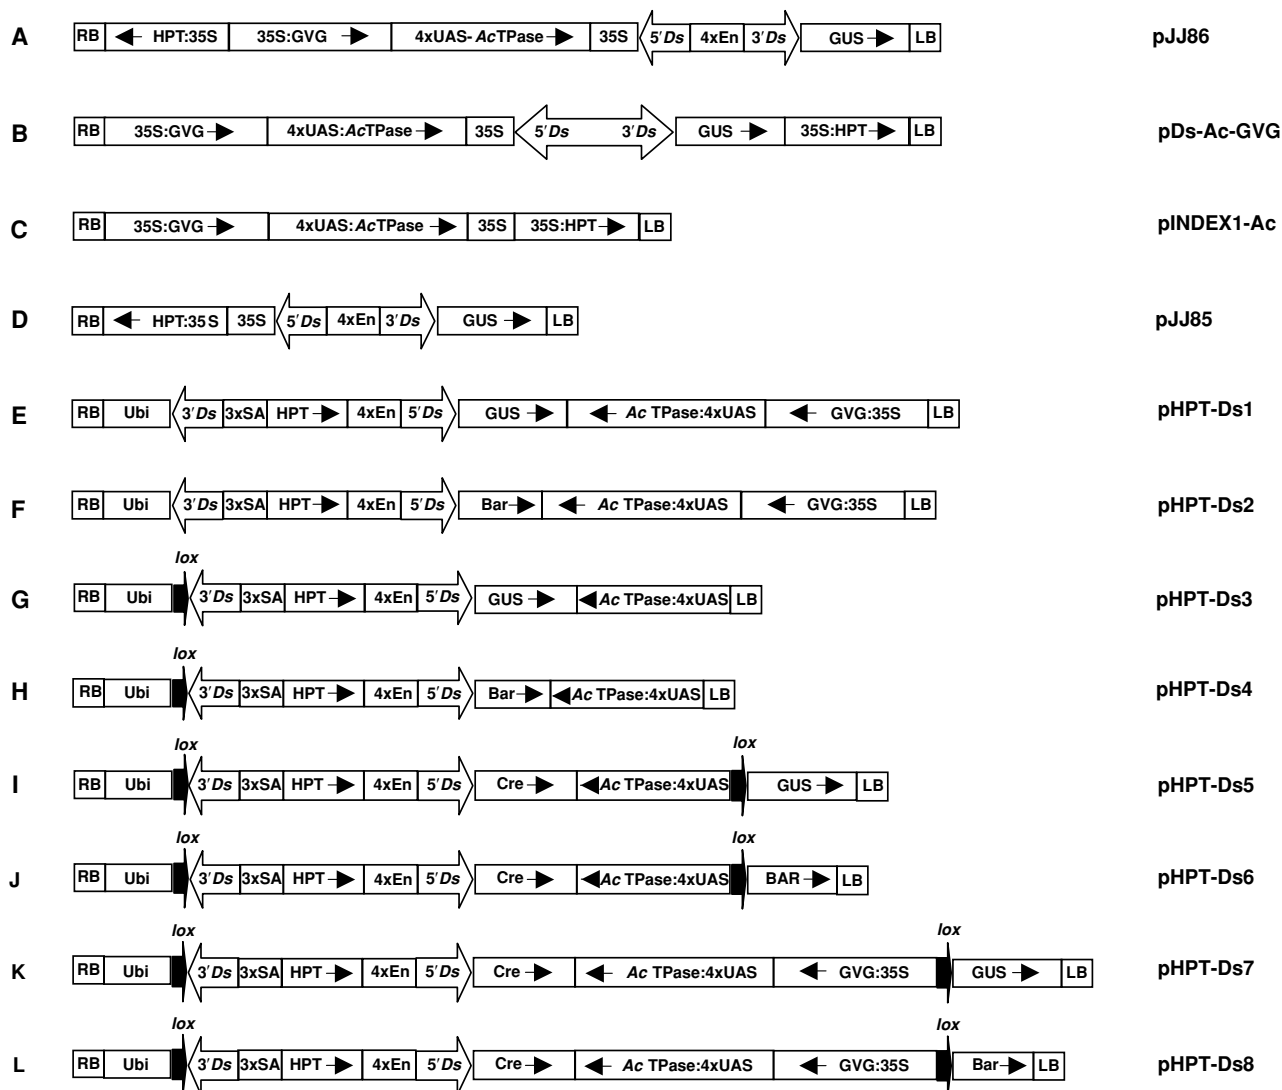 A RB HPT:35S 35S:GVG 4xUAS-AcTPase 35S 5′Ds 4xEn 3′Ds GUS LB pJJ86
B RB 35S:GVG 4xUAS:AcTPase 35S 5′Ds 3′Ds GUS 35S:HPT LB pDs-Ac-GVG
C RB 35S:GVG 4xUAS:AcTPase 35S 35S:HPT LB pINDEX1-Ac
D RB HPT:35S 35S 5′Ds 4xEn 3′Ds GUS LB pJJ85
E RB Ubi 3′Ds 3xSA HPT 4xEn 5′Ds GUS Ac TPase:4xUAS GVG:35S LB pHPT-Ds1
F RB Ubi 3′Ds 3xSA HPT 4xEn 5′Ds Bar Ac TPase:4xUAS GVG:35S LB pHPT-Ds2
lox
G RB Ubi 3′Ds 3xSA HPT 4xEn 5′Ds GUS Ac TPase:4xUAS LB pHPT-Ds3
lox
H RB Ubi 3′Ds 3xSA HPT 4xEn 5′Ds Bar Ac TPase:4xUAS LB pHPT-Ds4
lox lox
I RB Ubi 3′Ds 3xSA HPT 4xEn 5′Ds Cre Ac TPase:4xUAS GUS LB pHPT-Ds5
lox lox
J RB Ubi 3′Ds 3xSA HPT 4xEn 5′Ds Cre Ac TPase:4xUAS BAR LB pHPT-Ds6
lox lox
K RB Ubi 3′Ds 3xSA HPT 4xEn 5′Ds Cre Ac TPase:4xUAS GVG:35S GUS LB pHPT-Ds7
lox lox
L RB Ubi 3′Ds 3xSA HPT 4xEn 5′Ds Cre Ac TPase:4xUAS GVG:35S Bar LB pHPT-Ds8